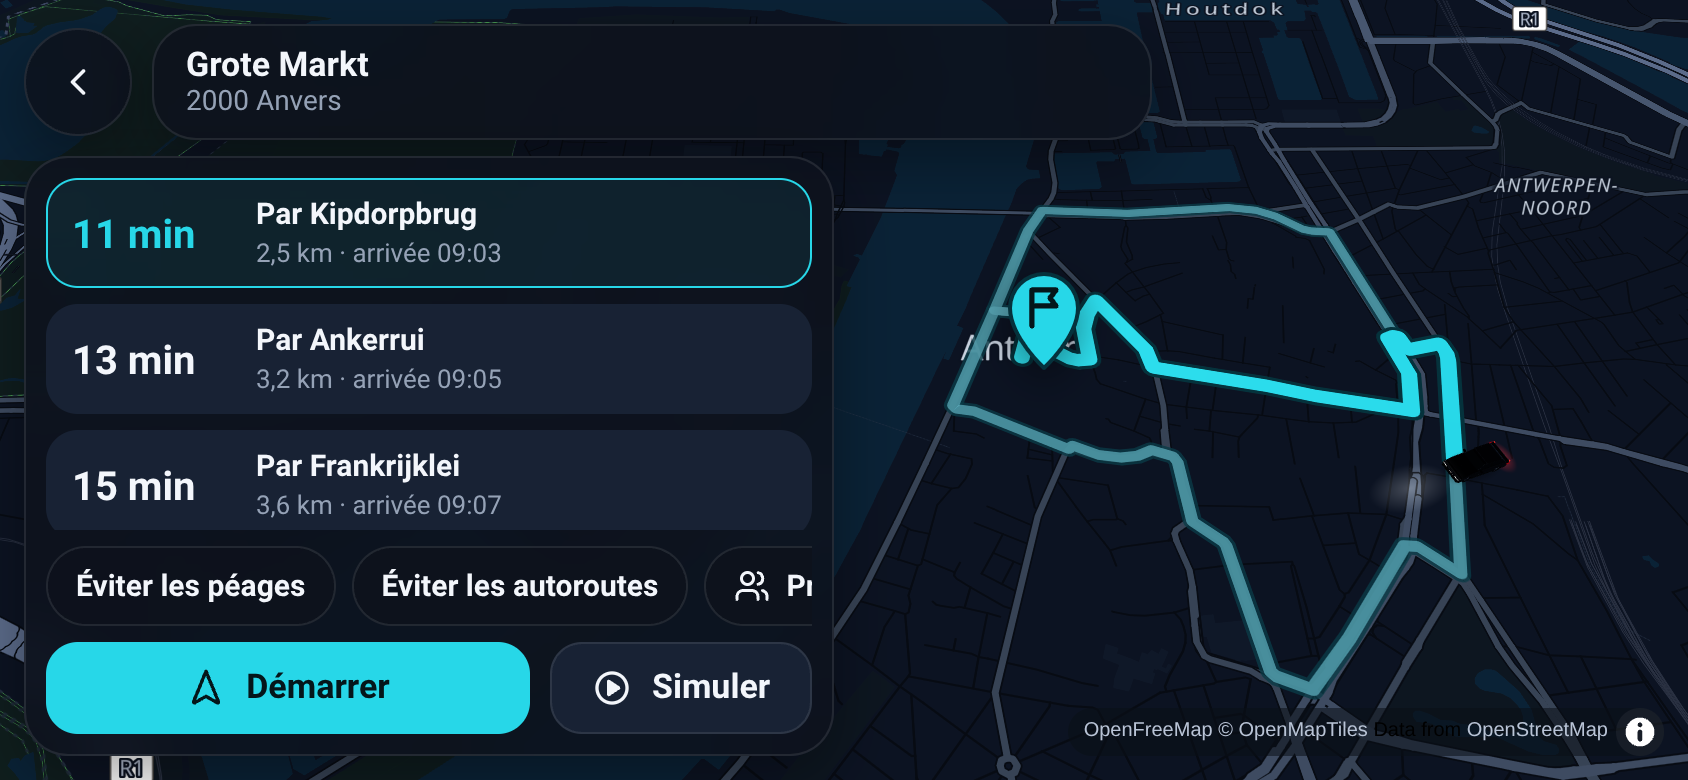 Houtdok
R1
Grote Markt
2000 Anvers
ANTWERPEN-
NOORD
11 min
Par Kipdorpbrug
2,5 km · arrivée 09:03
13 min
Par Ankerrui
3,2 km · arrivée 09:05
15 min
Par Frankrijklei
3,6 km · arrivée 09:07
Éviter les péages
Éviter les autoroutes
Démarrer
Simuler
OpenFreeMap © OpenMapTiles Data from OpenStreetMap
R1